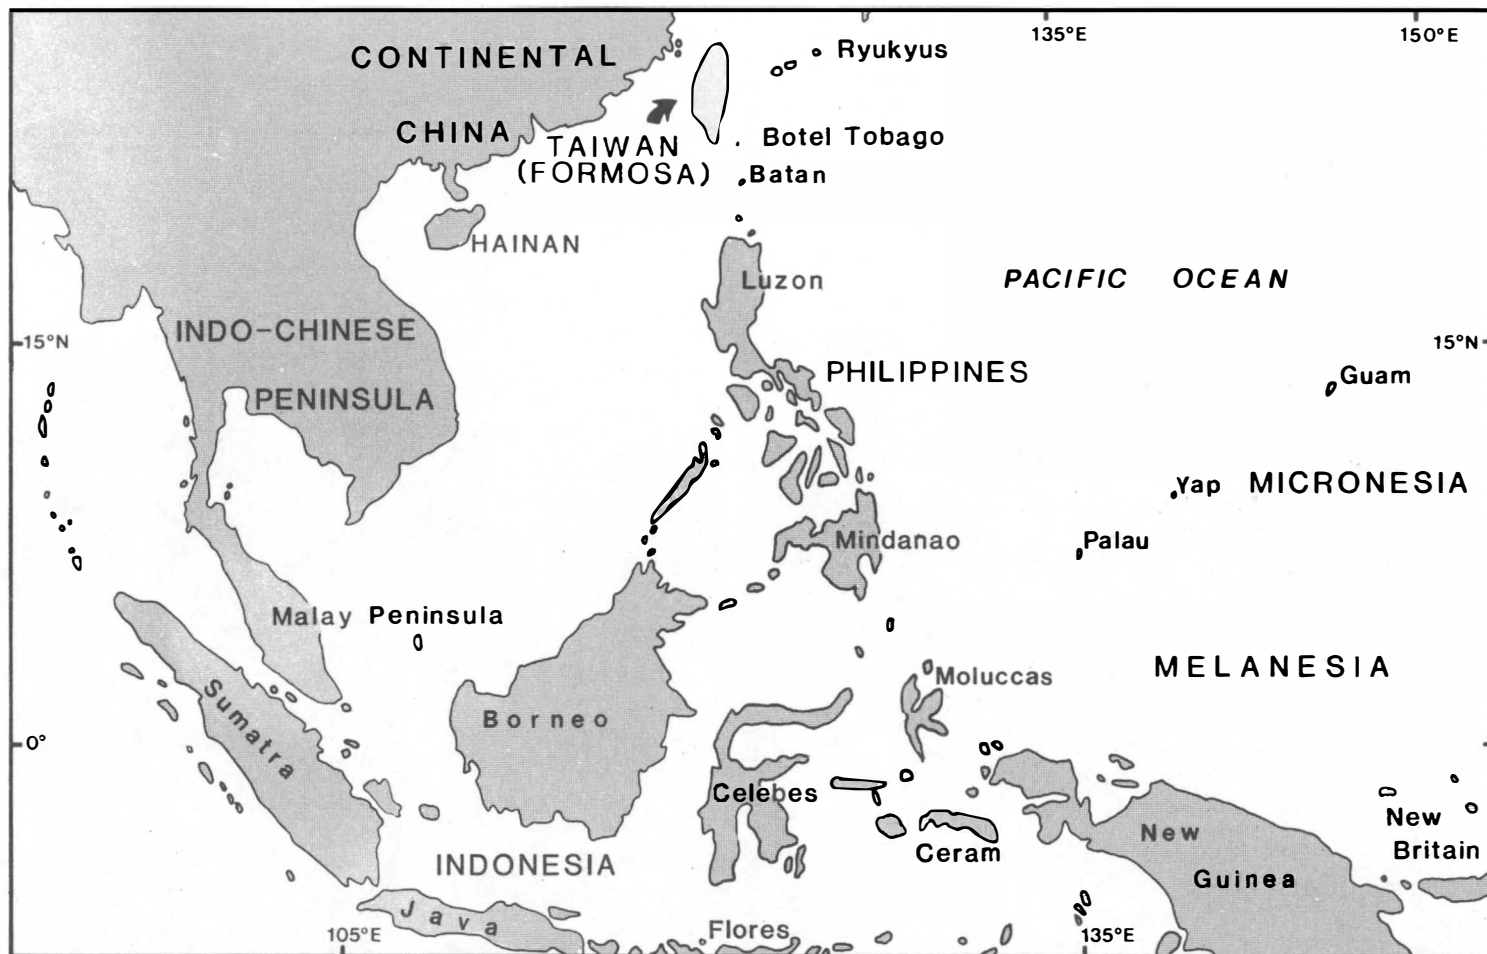 135°E
150°E
CONTINENTAL
Ryukyus
CHINA
TAIWAN
(FORMOSA)
Botel Tobago
Batan
HAINAN
Luzon
PACIFIC OCEAN
INDO-CHINESE
PENINSULA
15°N
15°N
PHILIPPINES
Guam
Yap
MICRONESIA
Mindanao
Palau
Malay Peninsula
Moluccas
MELANESIA
Sumatra
Borneo
0°
Celebes
Ceram
New
Guinea
New
Britain
INDONESIA
Java
105°E
Flores
135°E